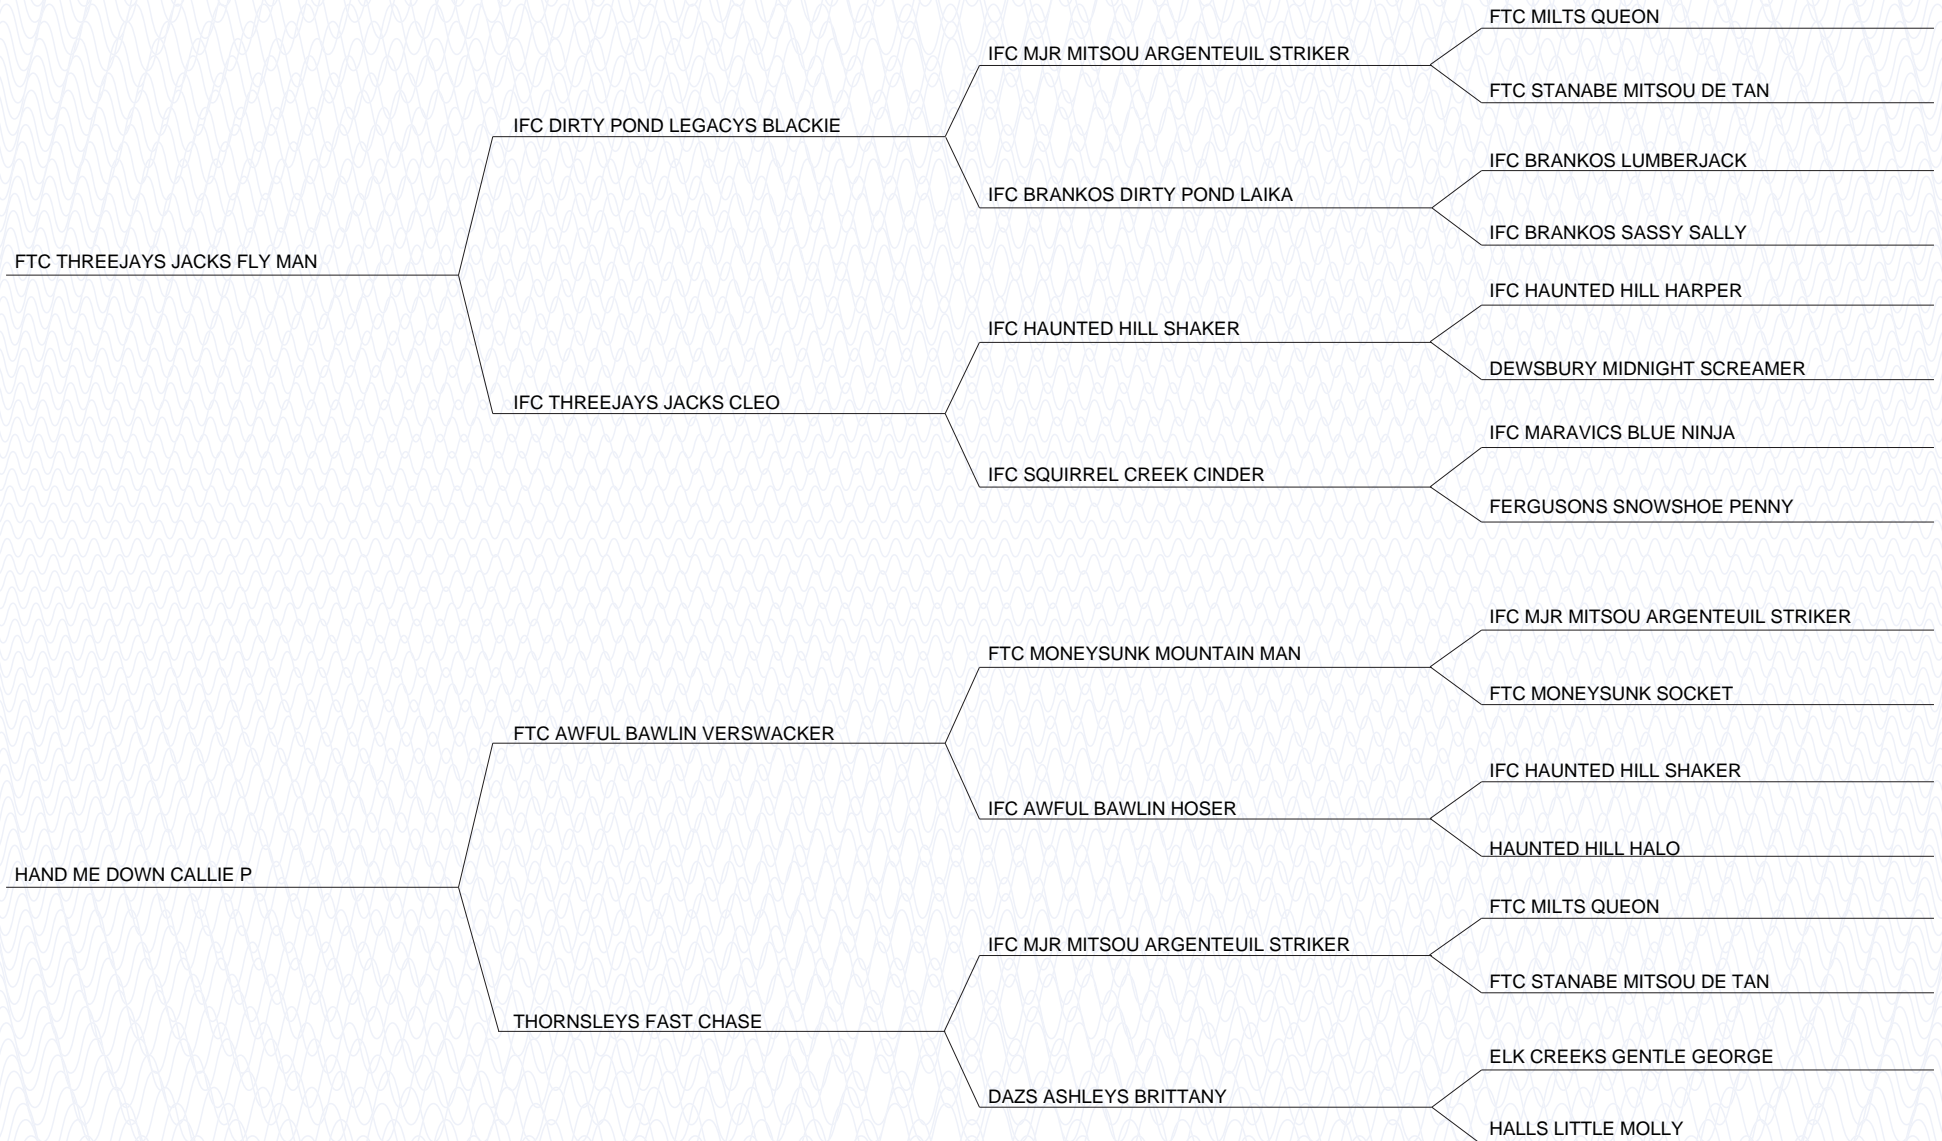 FTC MILTS QUEON
IFC MJR MITSOU ARGENTEUIL STRIKER
FTC STANABE MITSOU DE TAN
IFC DIRTY POND LEGACYS BLACKIE
IFC BRANKOS LUMBERJACK
IFC BRANKOS DIRTY POND LAIKA
IFC BRANKOS SASSY SALLY
FTC THREEJAYS JACKS FLY MAN
IFC HAUNTED HILL HARPER
IFC HAUNTED HILL SHAKER
DEWSBURY MIDNIGHT SCREAMER
IFC THREEJAYS JACKS CLEO
IFC MARAVICS BLUE NINJA
IFC SQUIRREL CREEK CINDER
FERGUSONS SNOWSHOE PENNY
IFC MJR MITSOU ARGENTEUIL STRIKER
FTC MONEYSUNK MOUNTAIN MAN
FTC MONEYSUNK SOCKET
FTC AWFUL BAWLIN VERSWACKER
IFC HAUNTED HILL SHAKER
IFC AWFUL BAWLIN HOSER
HAUNTED HILL HALO
HAND ME DOWN CALLIE P
FTC MILTS QUEON
IFC MJR MITSOU ARGENTEUIL STRIKER
FTC STANABE MITSOU DE TAN
THORNSLEYS FAST CHASE
ELK CREEKS GENTLE GEORGE
DAZS ASHLEYS BRITTANY
HALLS LITTLE MOLLY